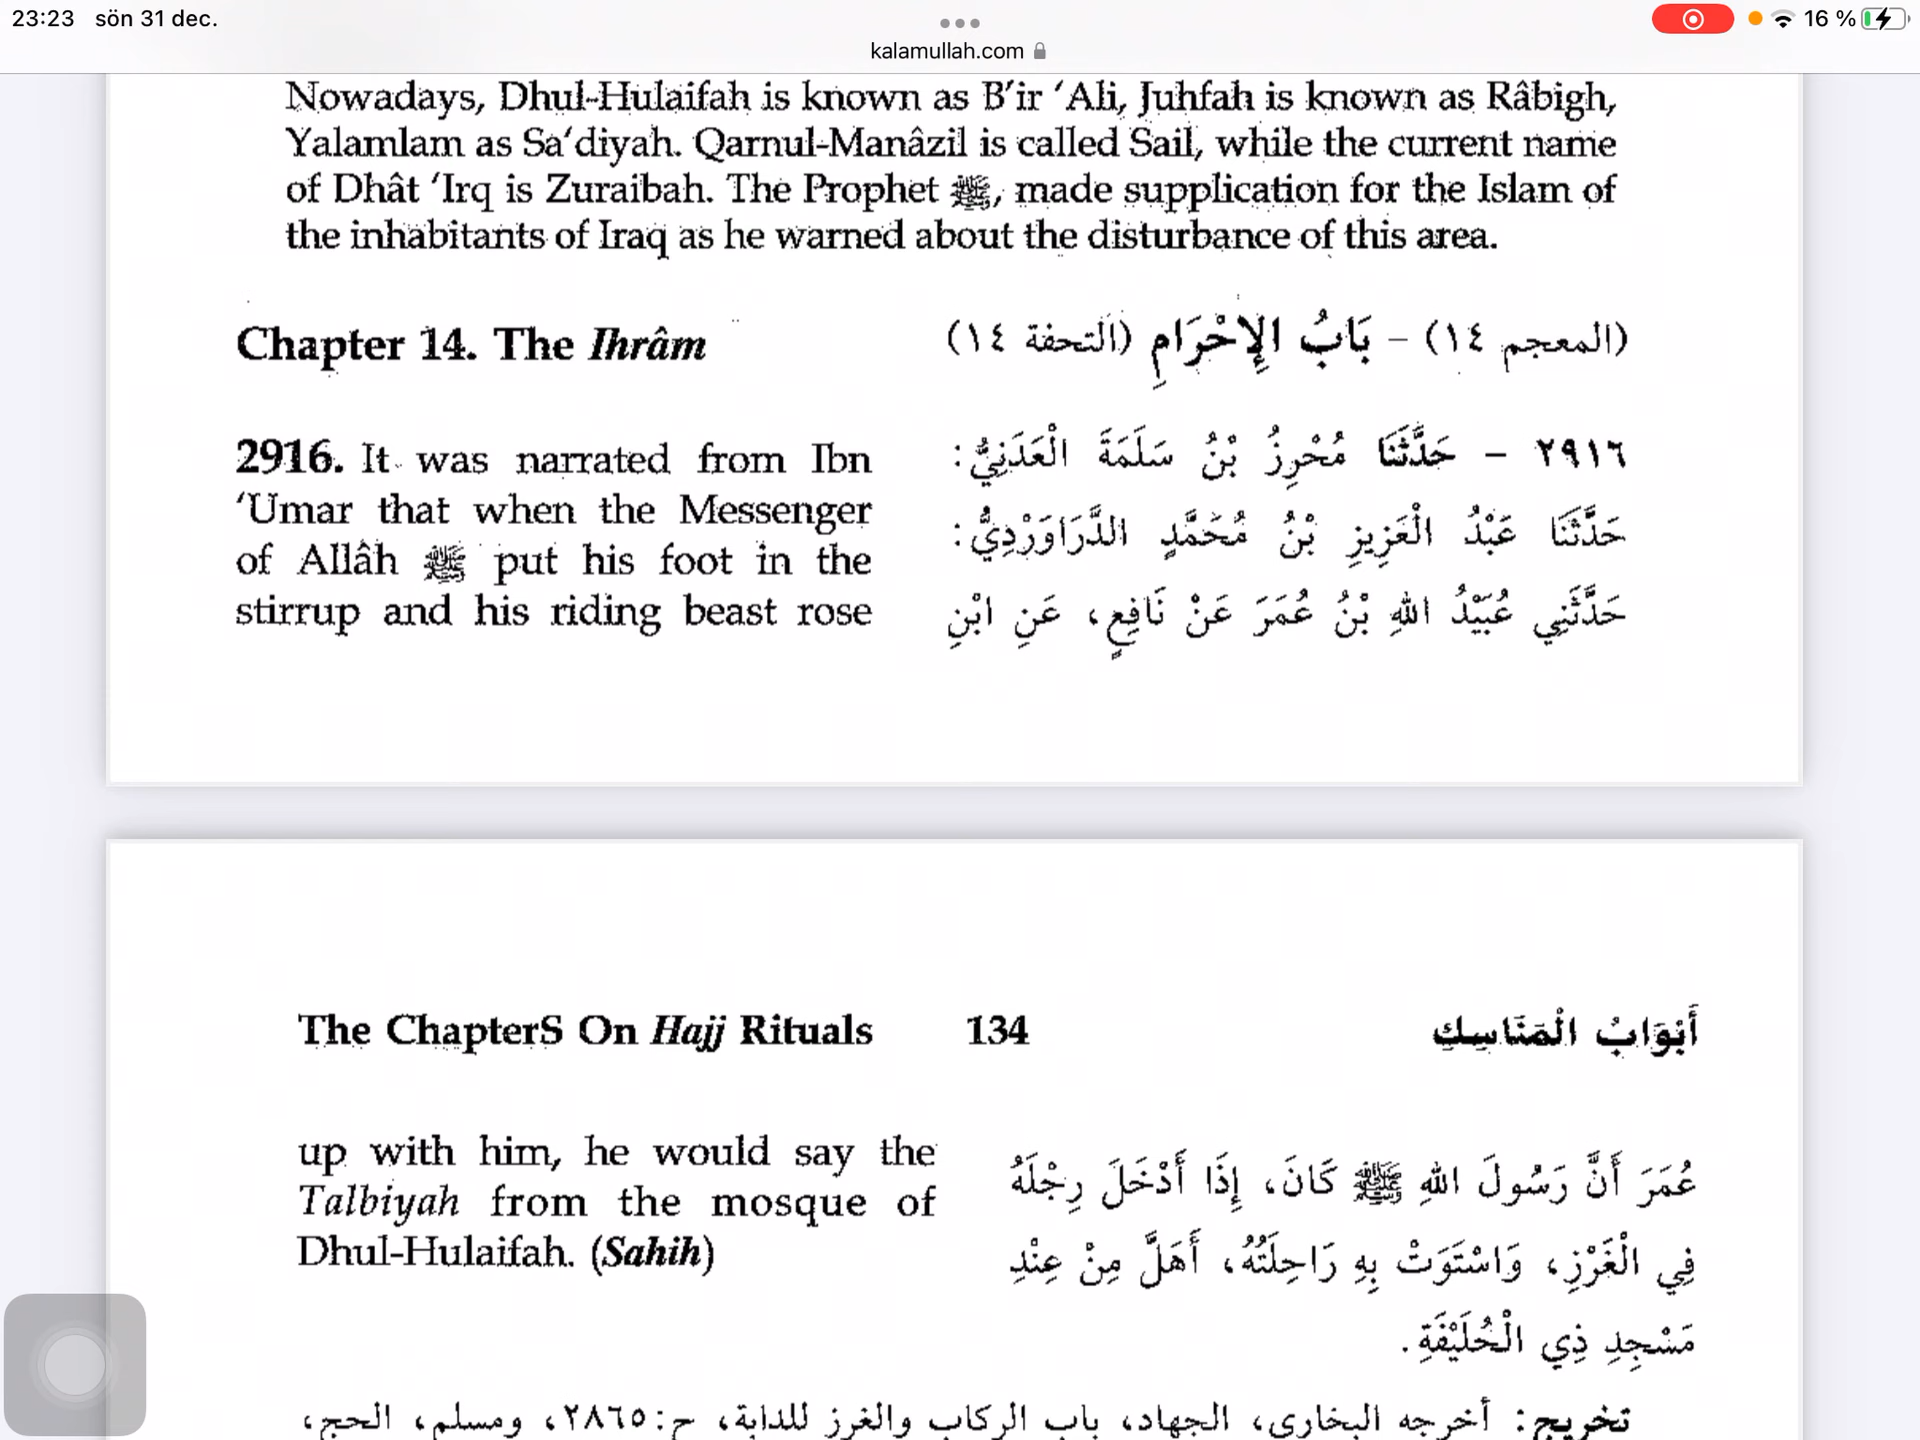 23:23 sön 31 dec.
16 %
kalamullah.com
Nowadays, Dhul-Hulaifah is known as B'ir 'Ali, Juhfah is known as Râbigh,
Yalamlam as Sa'diyah. Qarnul-Manâzil is called Sail, while the current name
of Dhât 'Irq is Zuraibah. The Prophet ﷺ, made supplication for the Islam of
the inhabitants of Iraq as he warned about the disturbance of this area.
Chapter 14. The Ihrâm
(المعجم ١٤) - بَابُ الإِحْرَامِ (التحفة ١٤)
2916. It was narrated from Ibn
'Umar that when the Messenger
of Allâh ﷺ put his foot in the
stirrup and his riding beast rose
٢٩١٦ - حَدَّثَنَا مُحْرِزُ بْنُ سَلَمَةَ الْعَدَنِيُّ:
حَدَّثَنَا عَبْدُ الْعَزِيزِ بْنُ مُحَمَّدٍ الدَّرَاوَرْدِيُّ:
حَدَّثَنِي عُبَيْدُ اللهِ بْنُ عُمَرَ عَنْ نَافِعٍ، عَنِ ابْنِ
The ChapterS On Hajj Rituals 134 أَبْوَابُ الْمَنَاسِكِ
up with him, he would say the
Talbiyah from the mosque of
Dhul-Hulaifah. (Sahih)
عُمَرَ أَنَّ رَسُولَ اللهِ ﷺ كَانَ، إِذَا أَدْخَلَ رِجْلَهُ
فِي الْغَرْزِ، وَاسْتَوَتْ بِهِ رَاحِلَتُهُ، أَهَلَّ مِنْ عِنْدِ
مَسْجِدِ ذِي الْحُلَيْفَةِ.
تخريج: أخرجه البخاري، الجهاد، باب الركاب والغرز للدابة، ح:٢٨٦٥، ومسلم، الحج،